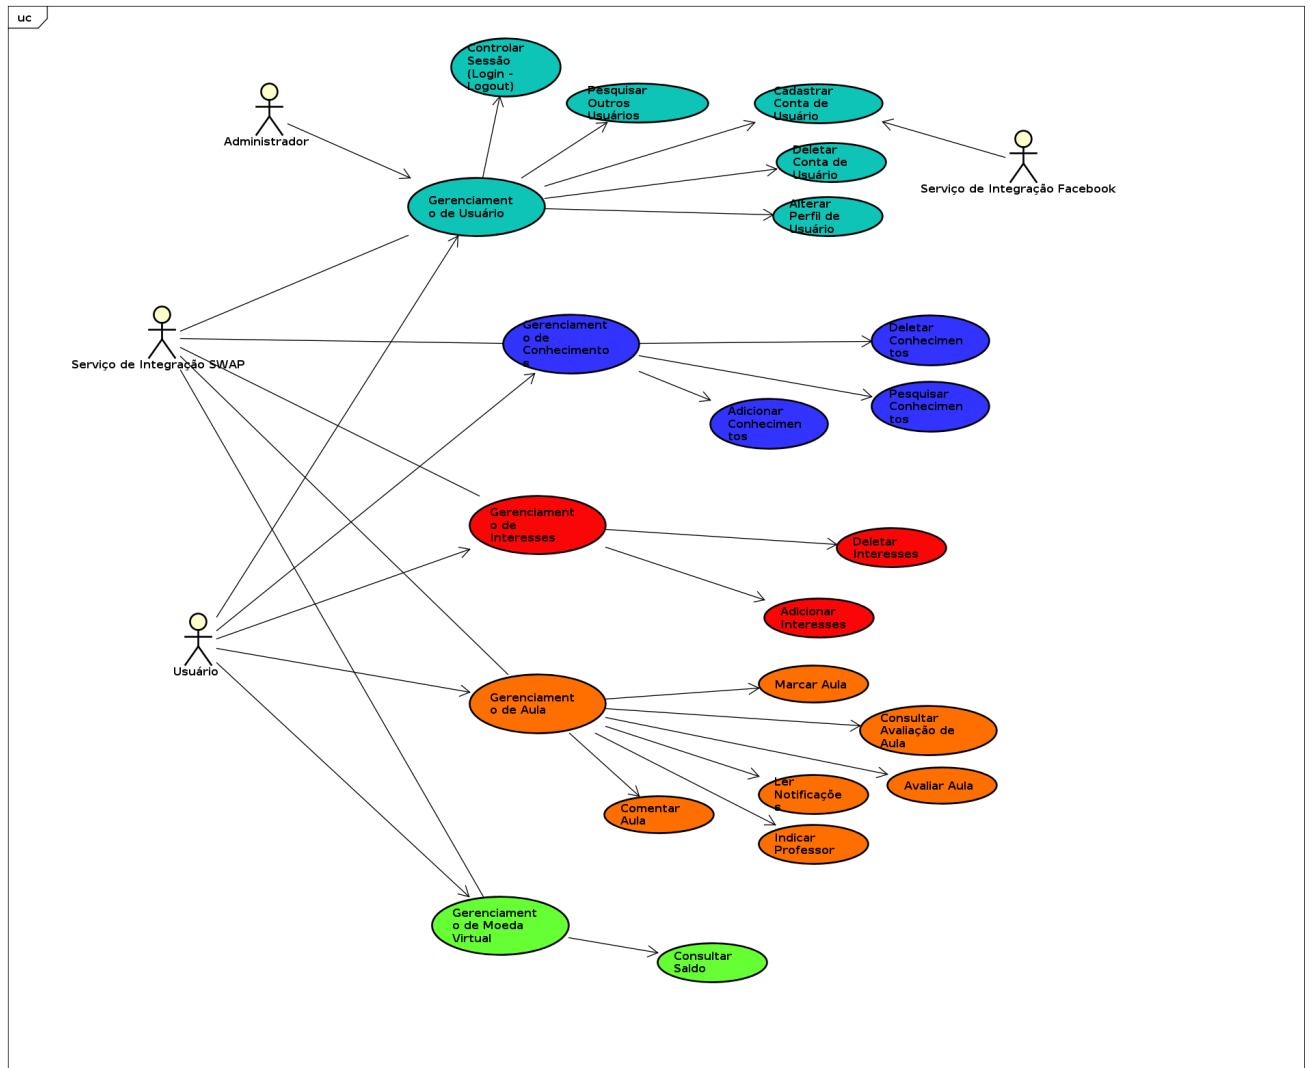 uc
Controlar
Sessão
(Login -
Logout)
Pesquisar
Outros
Usuários
Cadastrar
Conta de
Usuário
Administrador
Deletar
Conta de
Usuário
Serviço de Integração Facebook
Gerenciament
o de Usuário
Alterar
Perfil de
Usuário
Serviço de Integração SWAP
Gerenciament
o de
Conhecimento
s
Deletar
Conhecimen
tos
Pesquisar
Conhecimen
tos
Adicionar
Conhecimen
tos
Gerenciament
o de
Interesses
Deletar
Interesses
Adicionar
Interesses
Usuário
Gerenciament
o de Aula
Marcar Aula
Consultar
Avaliação de
Aula
Avaliar Aula
Ler
Notificaçõe
s
Comentar
Aula
Indicar
Professor
Gerenciament
o de Moeda
Virtual
Consultar
Saldo